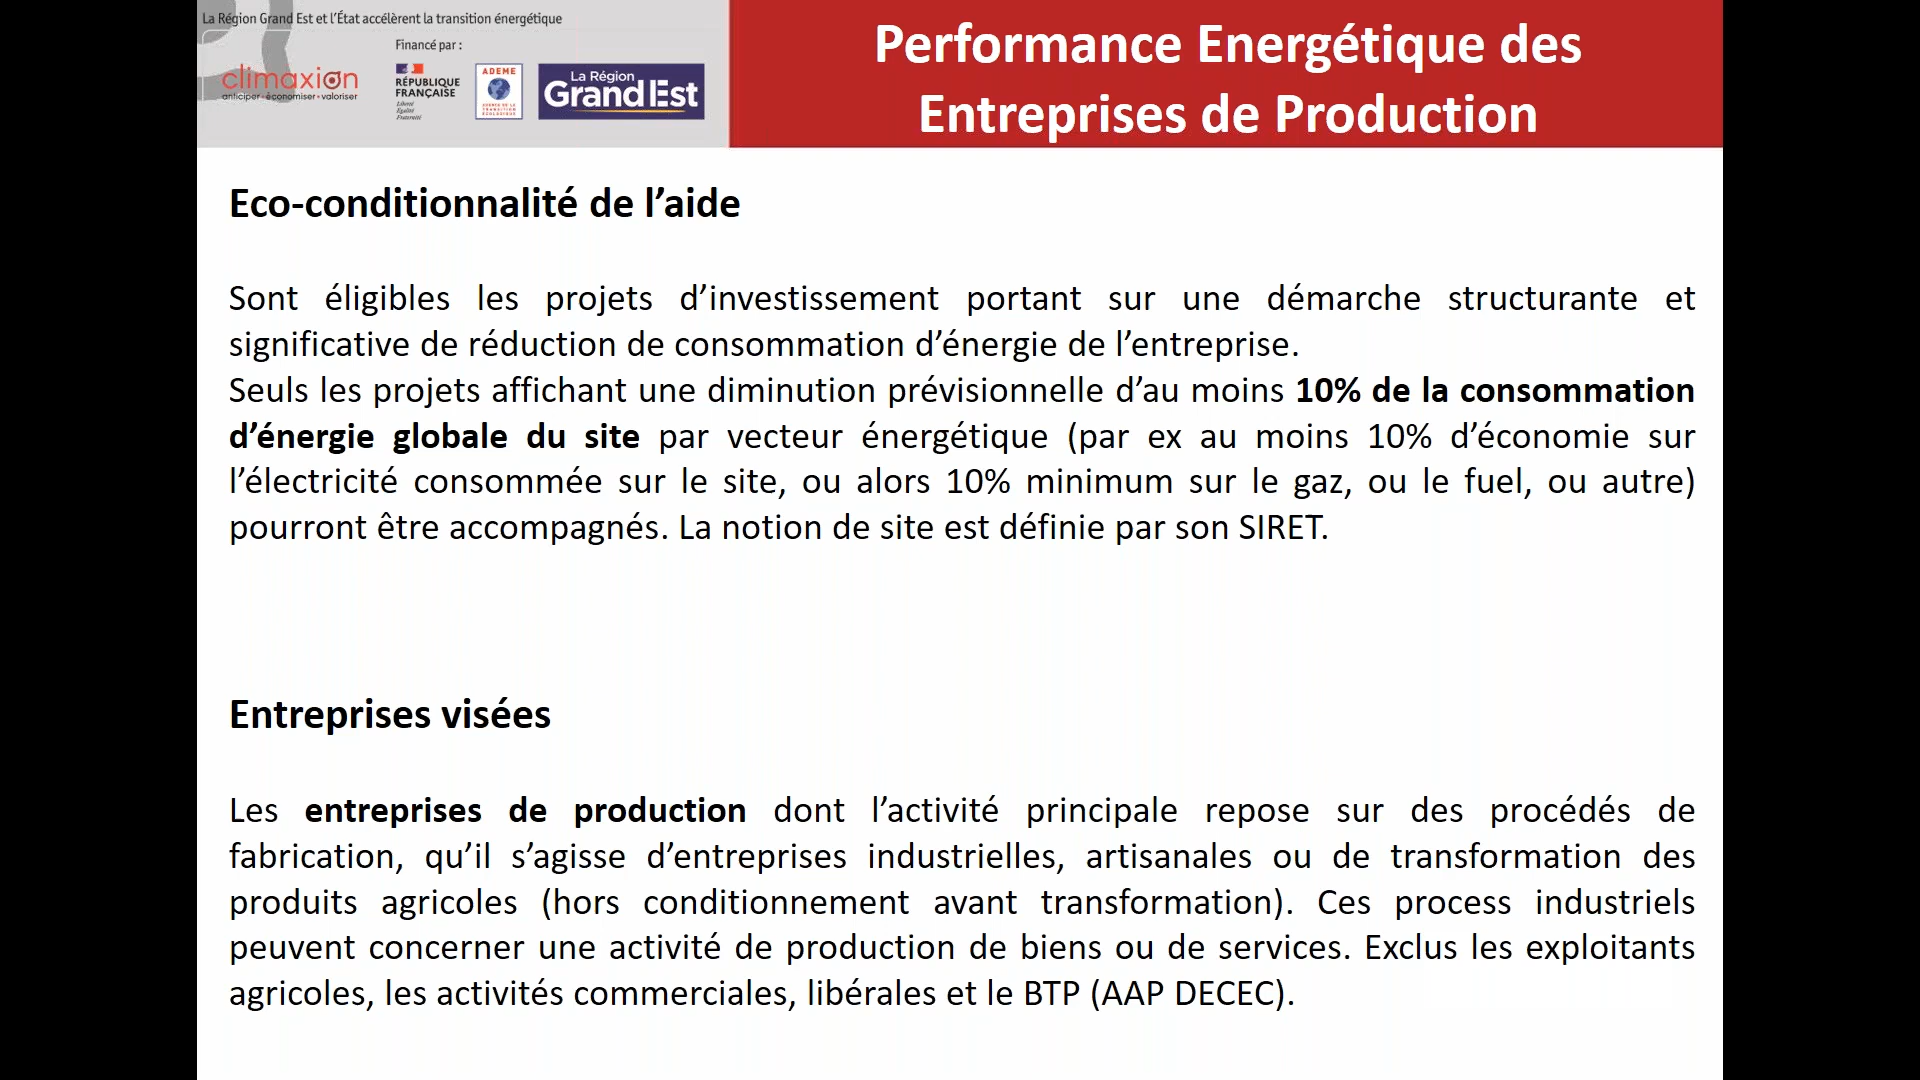 La Région Grand Est et l'État accélèrent la transition énergétique
Financé par :
climaxion
anticiper • économiser • valoriser
RÉPUBLIQUE
FRANÇAISE
Liberté
Égalité
Fraternité
ADEME
AGENCE DE LA
TRANSITION
ÉCOLOGIQUE
La Région
Grand Est
Performance Energétique des
Entreprises de Production
Eco-conditionnalité de l’aide
Sont éligibles les projets d’investissement portant sur une démarche structurante et
significative de réduction de consommation d’énergie de l’entreprise.
Seuls les projets affichant une diminution prévisionnelle d’au moins 10% de la consommation
d’énergie globale du site par vecteur énergétique (par ex au moins 10% d’économie sur
l’électricité consommée sur le site, ou alors 10% minimum sur le gaz, ou le fuel, ou autre)
pourront être accompagnés. La notion de site est définie par son SIRET.
Entreprises visées
Les entreprises de production dont l’activité principale repose sur des procédés de
fabrication, qu’il s’agisse d’entreprises industrielles, artisanales ou de transformation des
produits agricoles (hors conditionnement avant transformation). Ces process industriels
peuvent concerner une activité de production de biens ou de services. Exclus les exploitants
agricoles, les activités commerciales, libérales et le BTP (AAP DECEC).